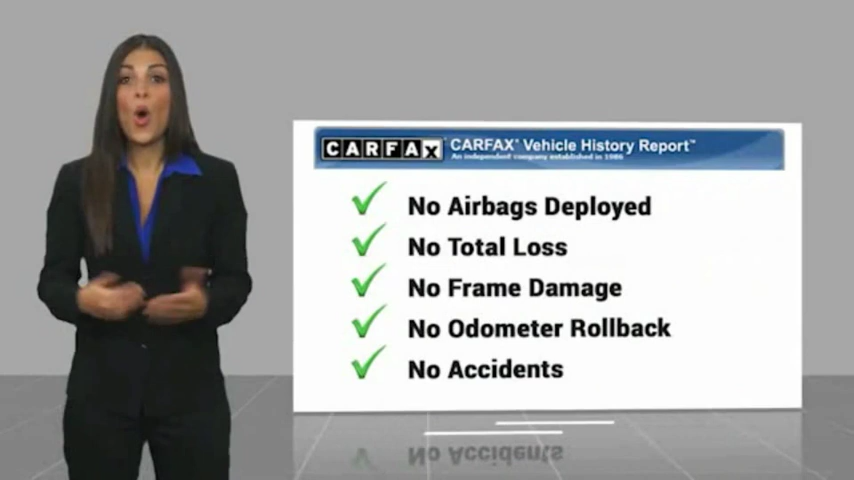 CARFAX CARFAX® Vehicle History Report™
An independent company established in 1986
No Airbags Deployed
No Total Loss
No Frame Damage
No Odometer Rollback
No Accidents
No Accidents